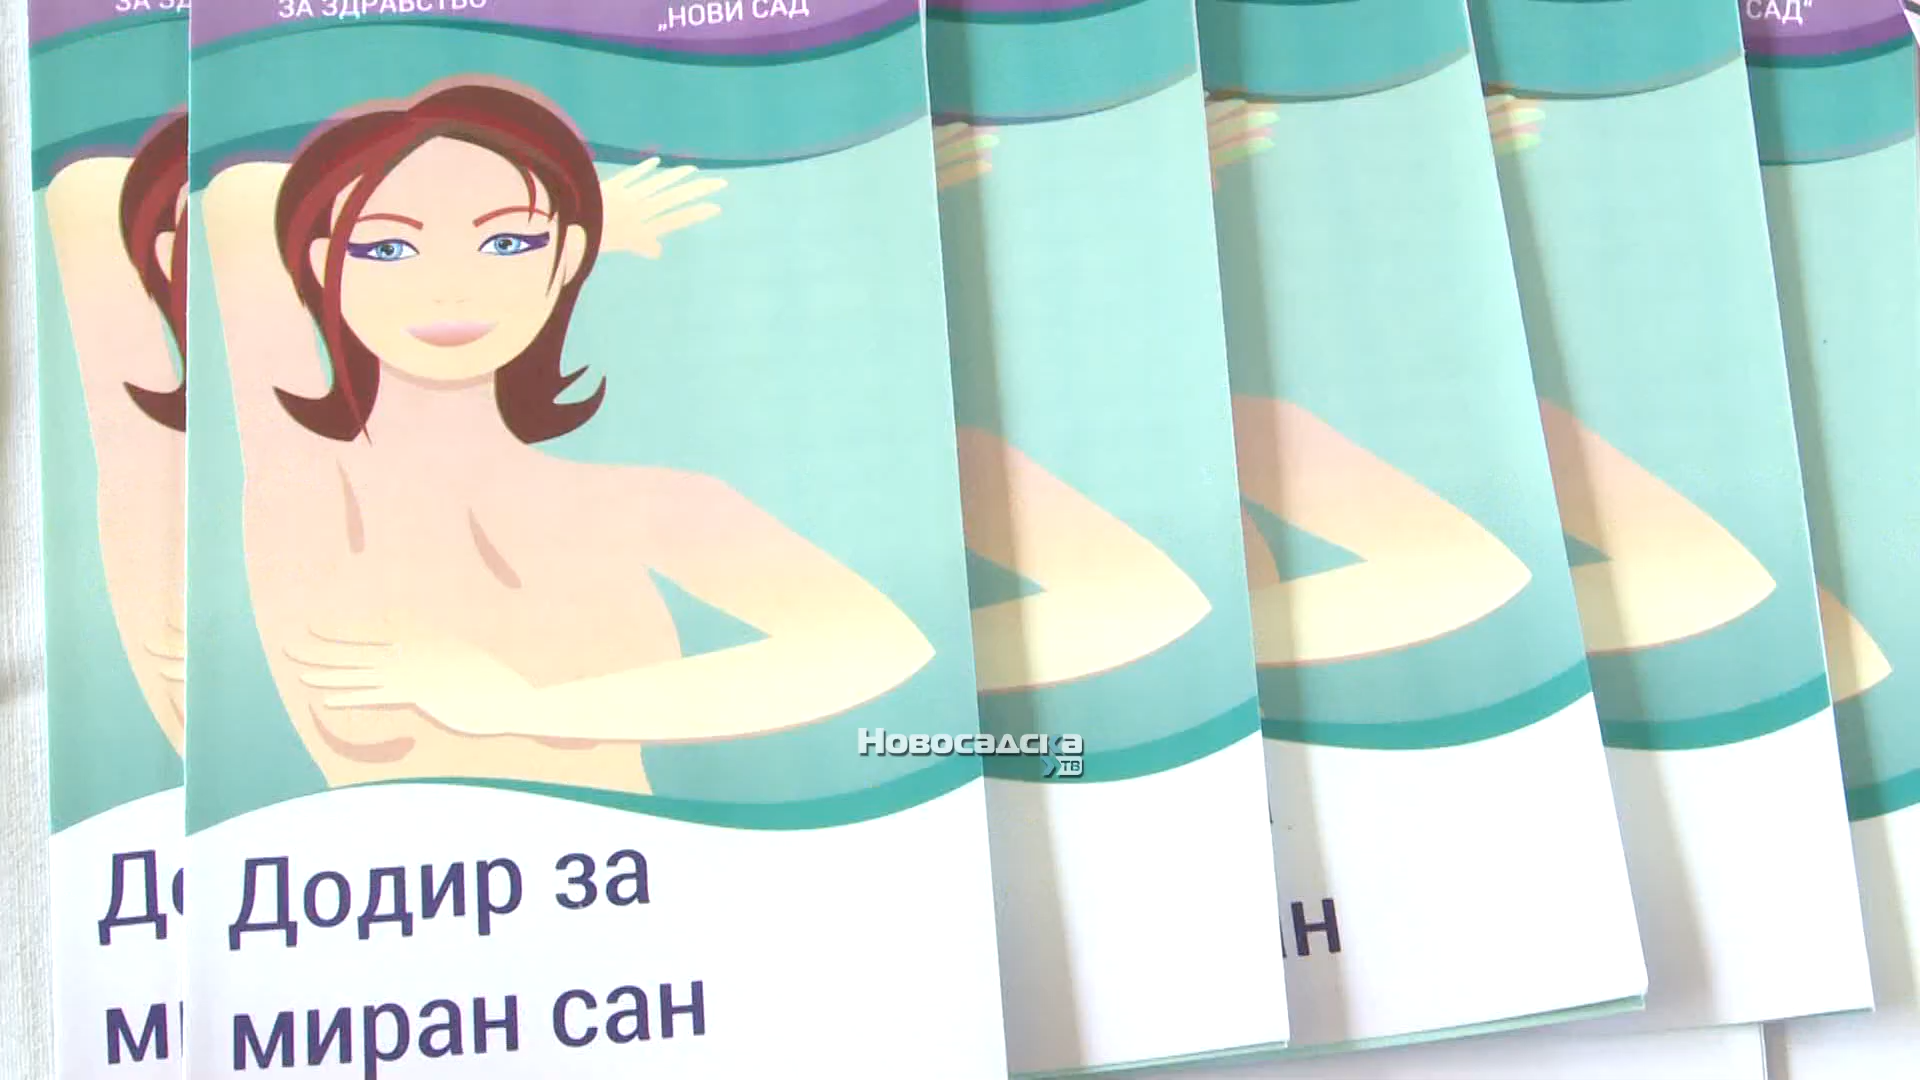 ЗА ЗДРАВСТВО
„НОВИ САД
САД“
Додир за
миран сан
Новосадска
ТВ